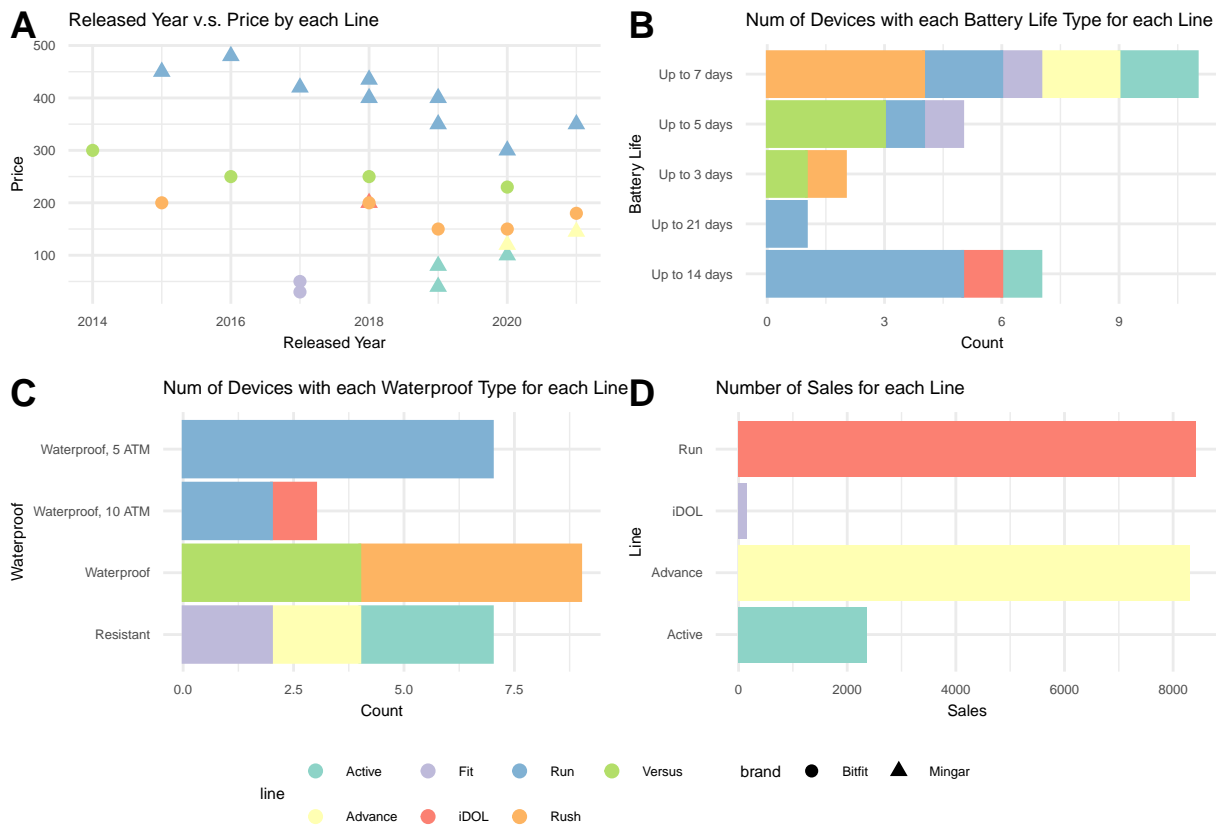 A
Released Year v.s. Price by each Line
Price
500
400
300
200
100
2014
2016
2018
2020
Released Year
B
Num of Devices with each Battery Life Type for each Line
Battery Life
Up to 7 days
Up to 5 days
Up to 3 days
Up to 21 days
Up to 14 days
0
3
6
9
Count
C
Num of Devices with each Waterproof Type for each Line
Waterproof
Waterproof, 5 ATM
Waterproof, 10 ATM
Waterproof
Resistant
0.0
2.5
5.0
7.5
Count
D
Number of Sales for each Line
Line
Run
iDOL
Advance
Active
0
2000
4000
6000
8000
Sales
line
Active
Fit
Run
Versus
Advance
iDOL
Rush
brand
Bitfit
Mingar